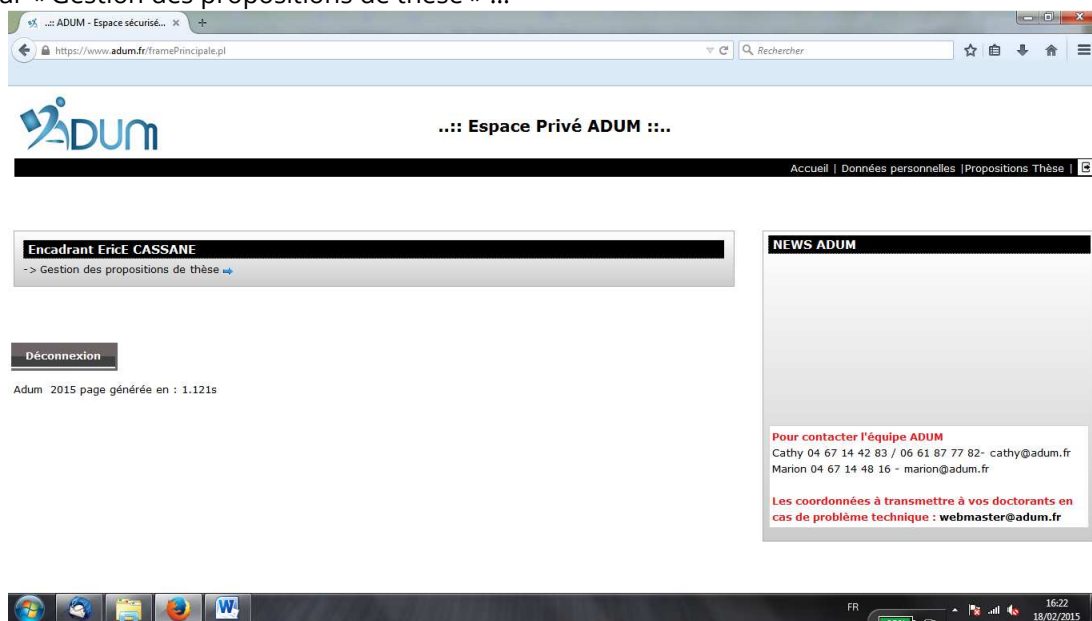 « Gestion des propositions de thèse » ...
..:: ADUM - Espace sécurisé... × +
https://www.adum.fr/framePrincipale.pl
Rechercher
ADUM
..:: Espace Privé ADUM ::..
Accueil | Données personnelles |Propositions Thèse |
Encadrant EricE CASSANE
-> Gestion des propositions de thèse
NEWS ADUM
Déconnexion
Adum 2015 page générée en : 1.121s
Pour contacter l'équipe ADUM
Cathy 04 67 14 42 83 / 06 61 87 77 82- cathy@adum.fr
Marion 04 67 14 48 16 - marion@adum.fr
Les coordonnées à transmettre à vos doctorants en
cas de problème technique : webmaster@adum.fr
FR
16:22
18/02/2015